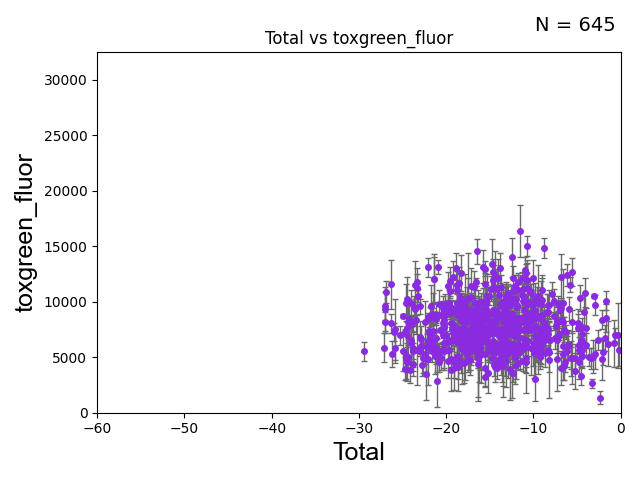 N = 645
Total vs toxgreen_fluor
30000
25000
20000
15000
10000
5000
0
toxgreen_fluor
−60 −50 −40 −30 −20 −10 0
Total